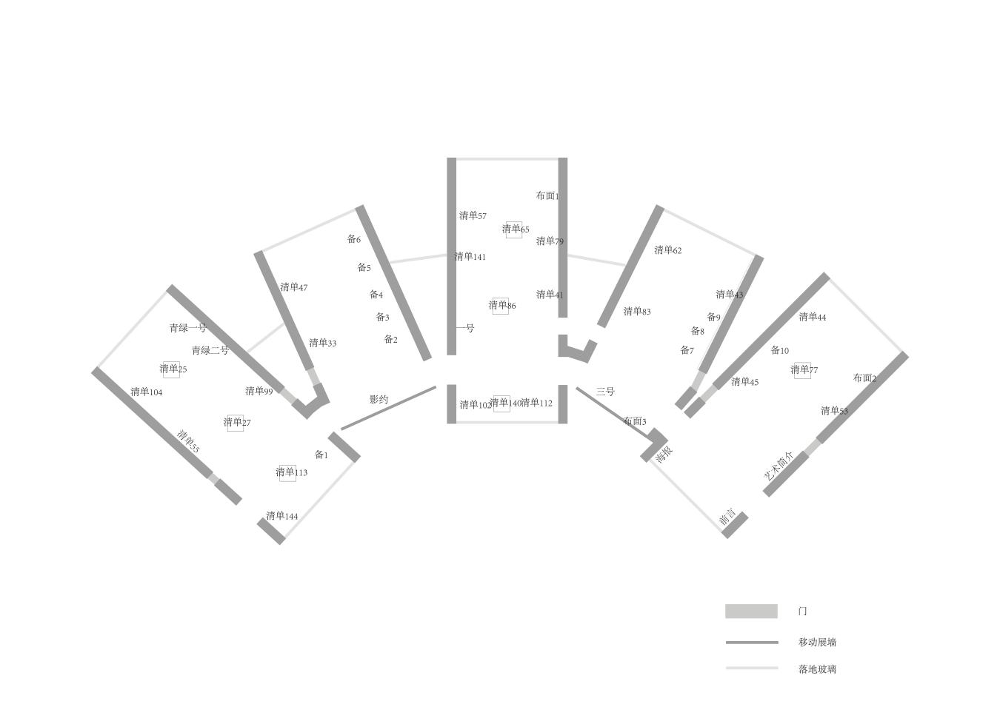 布面1
清单57
清单65
备6
清单79
清单62
清单141
备5
清单47
备4
清单41
清单43
清单86
清单83
备3
备9
清单44
青绿一号
一号
备8
备2
清单33
青绿二号
备7
备10
清单25
清单77
布面2
清单45
清单104
清单99
三号
影约
清单102
清单140
清单112
清单53
清单27
布面3
清单55
备1
海报
艺术简介
清单113
清单144
前言
门
移动展墙
落地玻璃